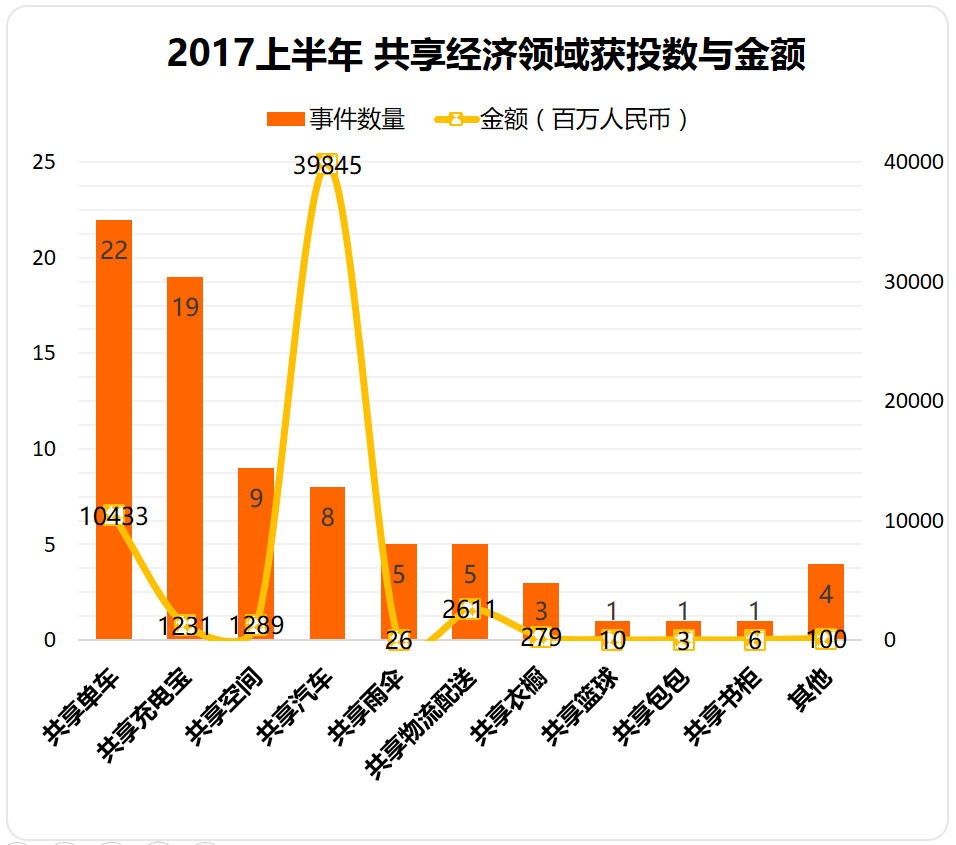 2017上半年 共享经济领域获投数与金额
事件数量 金额（百万人民币）
25 39845 40000
22
20 19 30000
15 20000
10 9 8
10433 10000
5 5 5 3 4
1231 1289 2611 1 1 1
0 26 279 10 3 6 100 0
共享单车 共享充电宝 共享空间 共享汽车 共享雨伞 共享物流配送 共享衣橱 共享篮球 共享包包 共享书柜 其他